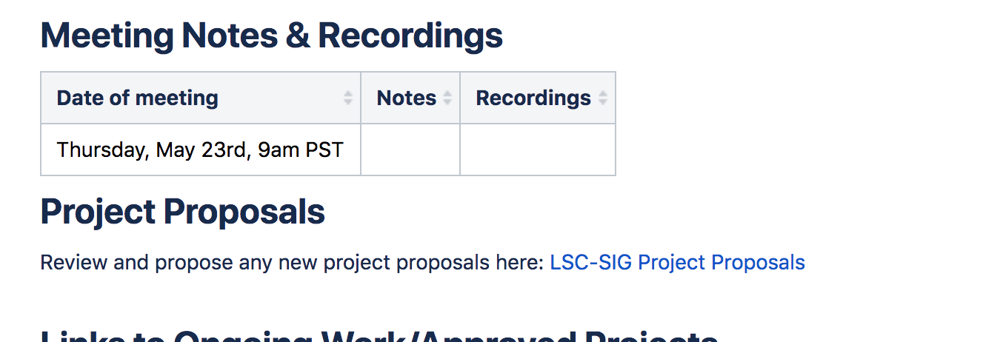 Meeting Notes & Recordings
Date of meeting Notes Recordings
Thursday, May 23rd, 9am PST
Project Proposals
Review and propose any new project proposals here: LSC-SIG Project Proposals
Links to Ongoing Work/Approved Projects